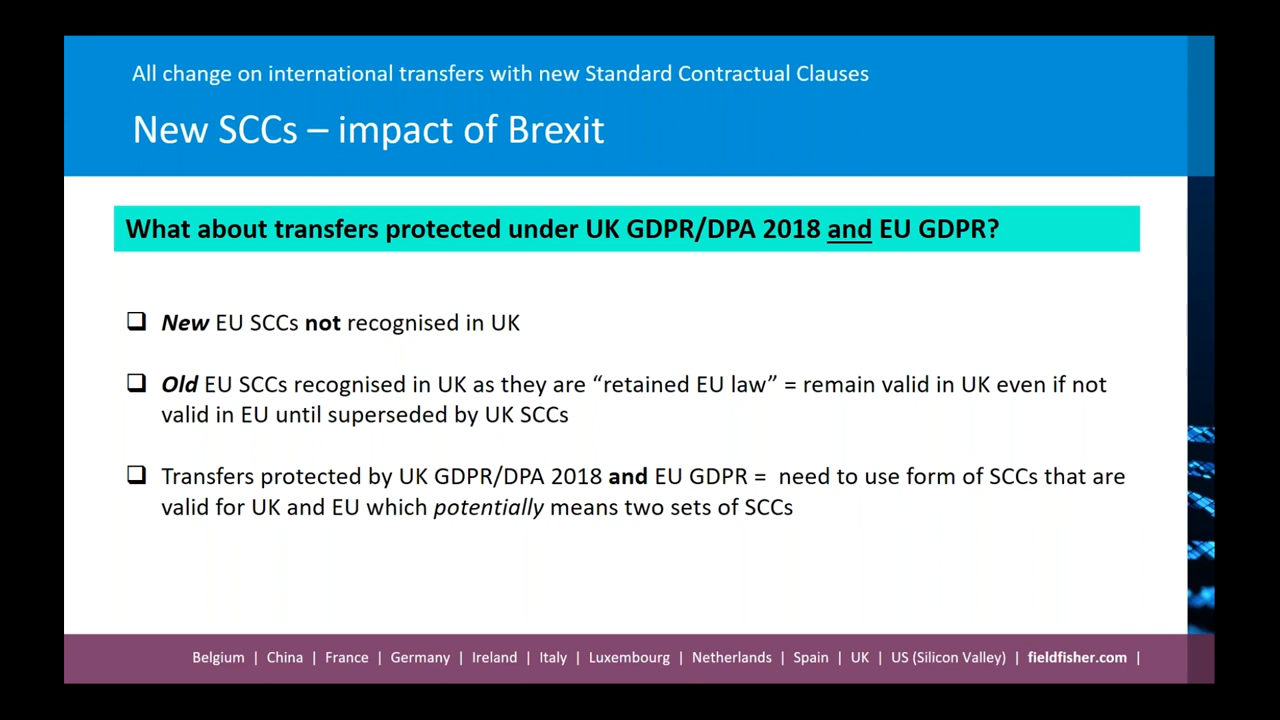 All change on international transfers with new Standard Contractual Clauses
New SCCs – impact of Brexit
What about transfers protected under UK GDPR/DPA 2018 and EU GDPR?
❑ New EU SCCs not recognised in UK
❑ Old EU SCCs recognised in UK as they are “retained EU law” = remain valid in UK even if not
valid in EU until superseded by UK SCCs
❑ Transfers protected by UK GDPR/DPA 2018 and EU GDPR = need to use form of SCCs that are
valid for UK and EU which potentially means two sets of SCCs
Belgium | China | France | Germany | Ireland | Italy | Luxembourg | Netherlands | Spain | UK | US (Silicon Valley) | fieldfisher.com |